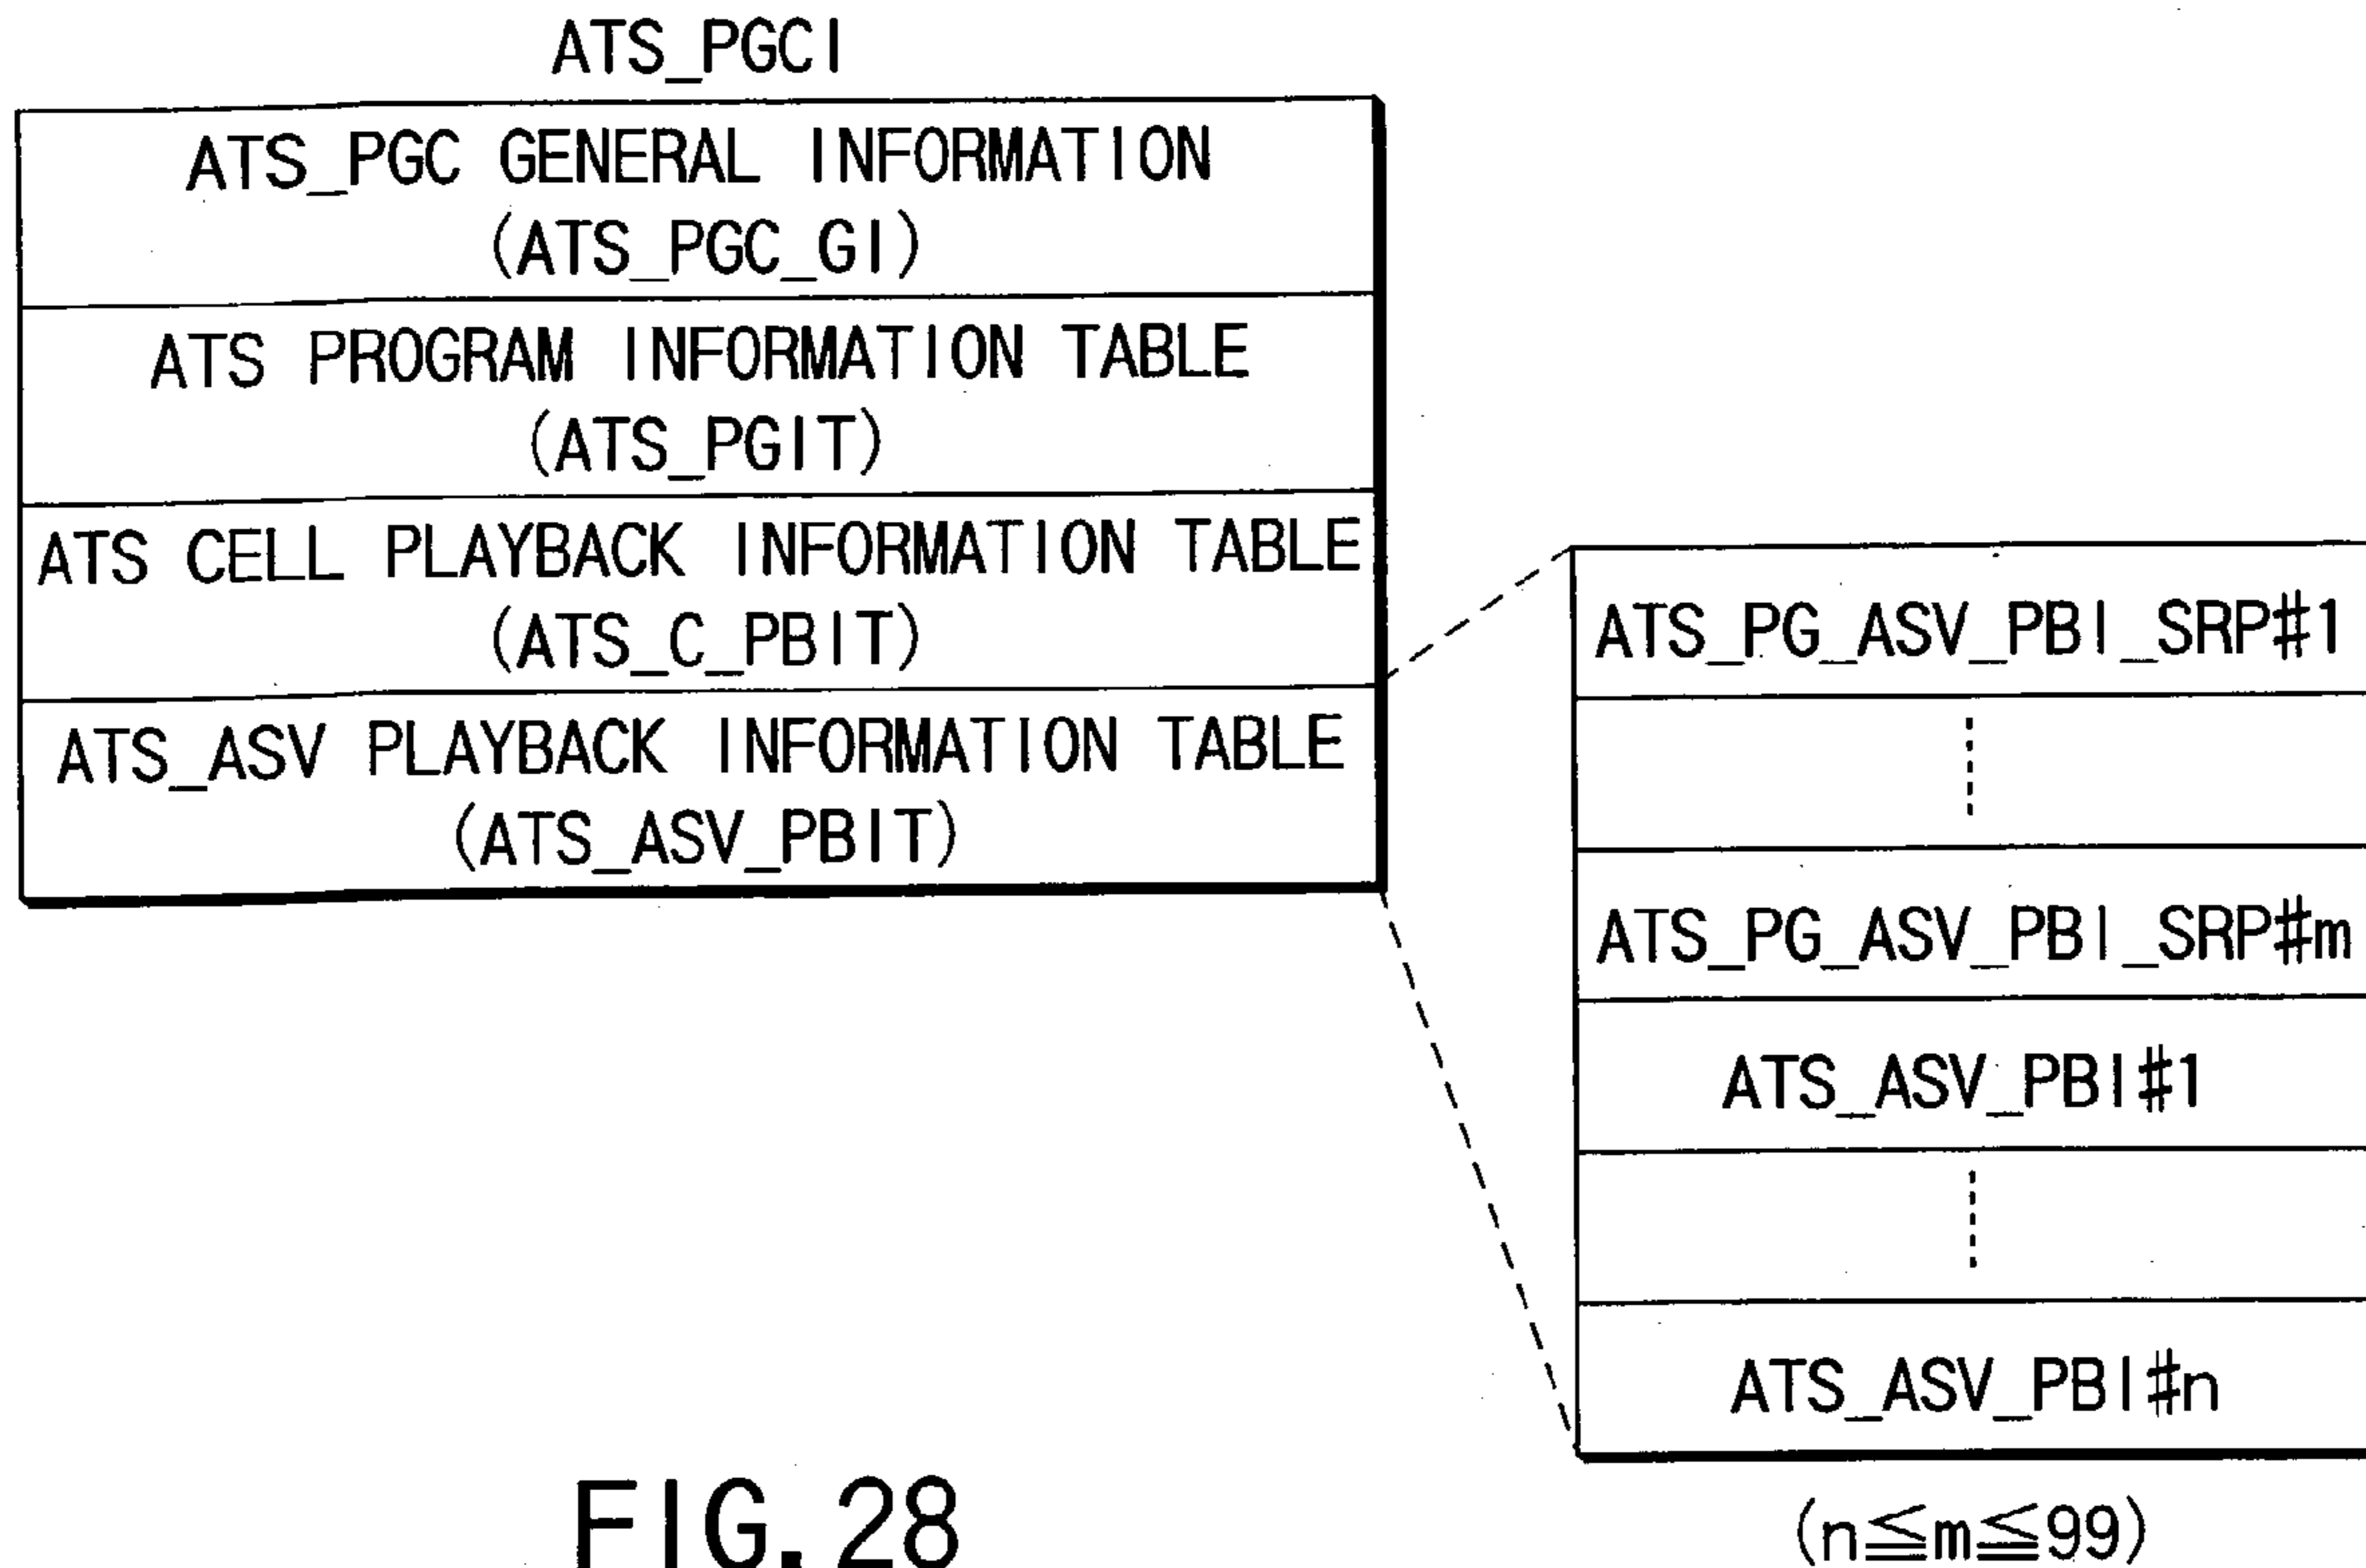 ATS_PGCI
ATS_PGC GENERAL INFORMATION
(ATS_PGC_GI)
ATS PROGRAM INFORMATION TABLE
(ATS_PGIT)
ATS CELL PLAYBACK INFORMATION TABLE
(ATS_C_PBIT)
ATS_ASV PLAYBACK INFORMATION TABLE
(ATS_ASV_PBIT)
ATS_PG_ASV_PBI_SRP#1
ATS_PG_ASV_PBI_SRP#m
ATS_ASV_PBI#1
ATS_ASV_PBI#n
(n≦m≦99)
FIG. 28